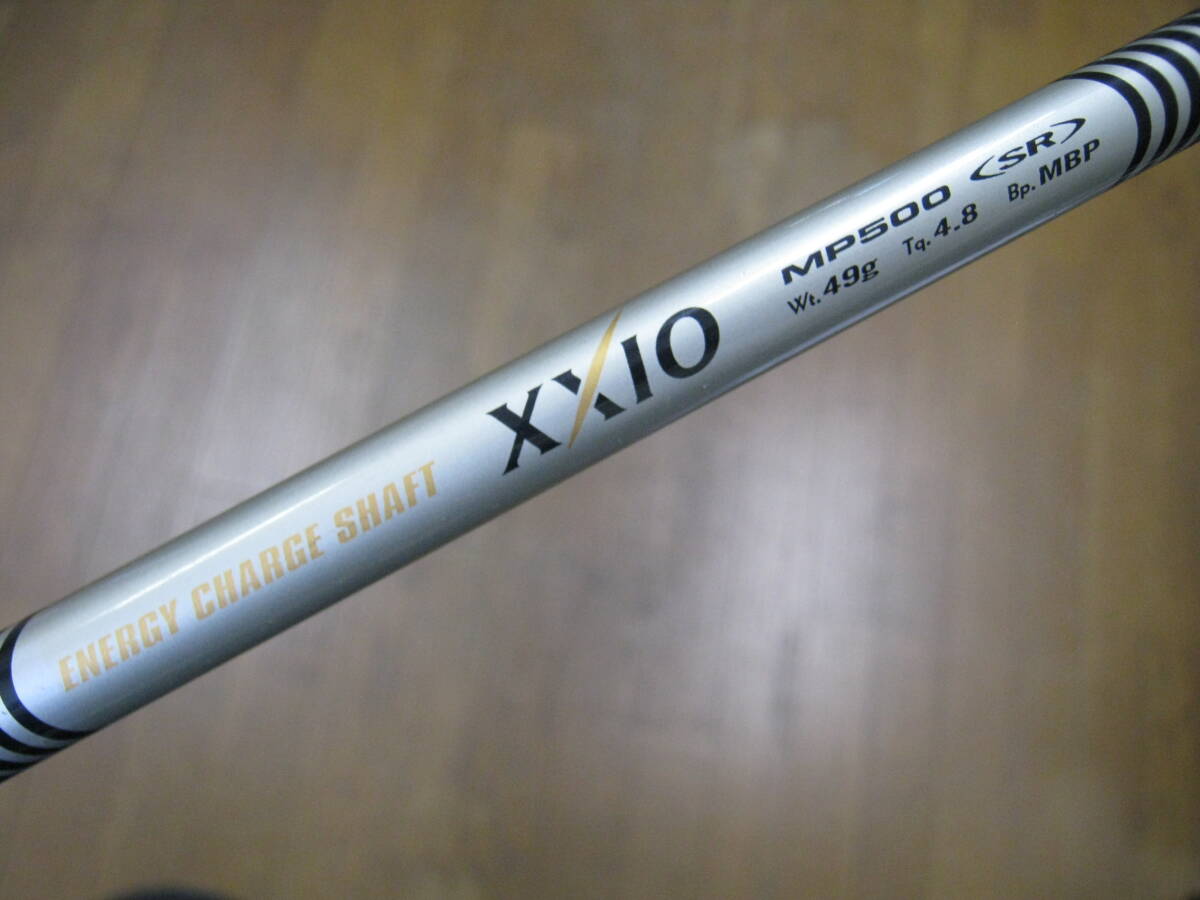 ENERGY CHARGE SHAFT
XXIO
MP500 (SR)
Wt. 49g Tq. 4.8 Bp. MBP